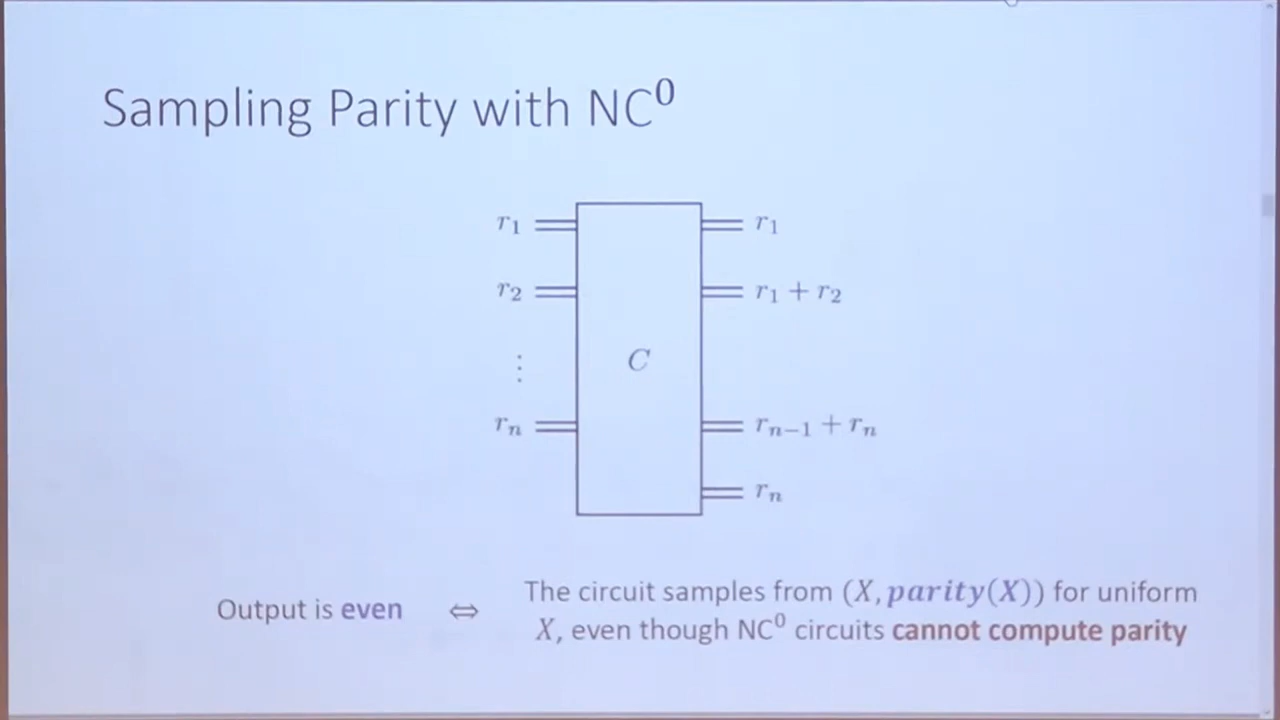 Sampling Parity with NC⁰
r₁ r₁
r₂ r₁ + r₂
⋮ C
rₙ rₙ₋₁ + rₙ
rₙ
Output is even ⇔ The circuit samples from (X, parity(X)) for uniform
X, even though NC⁰ circuits cannot compute parity